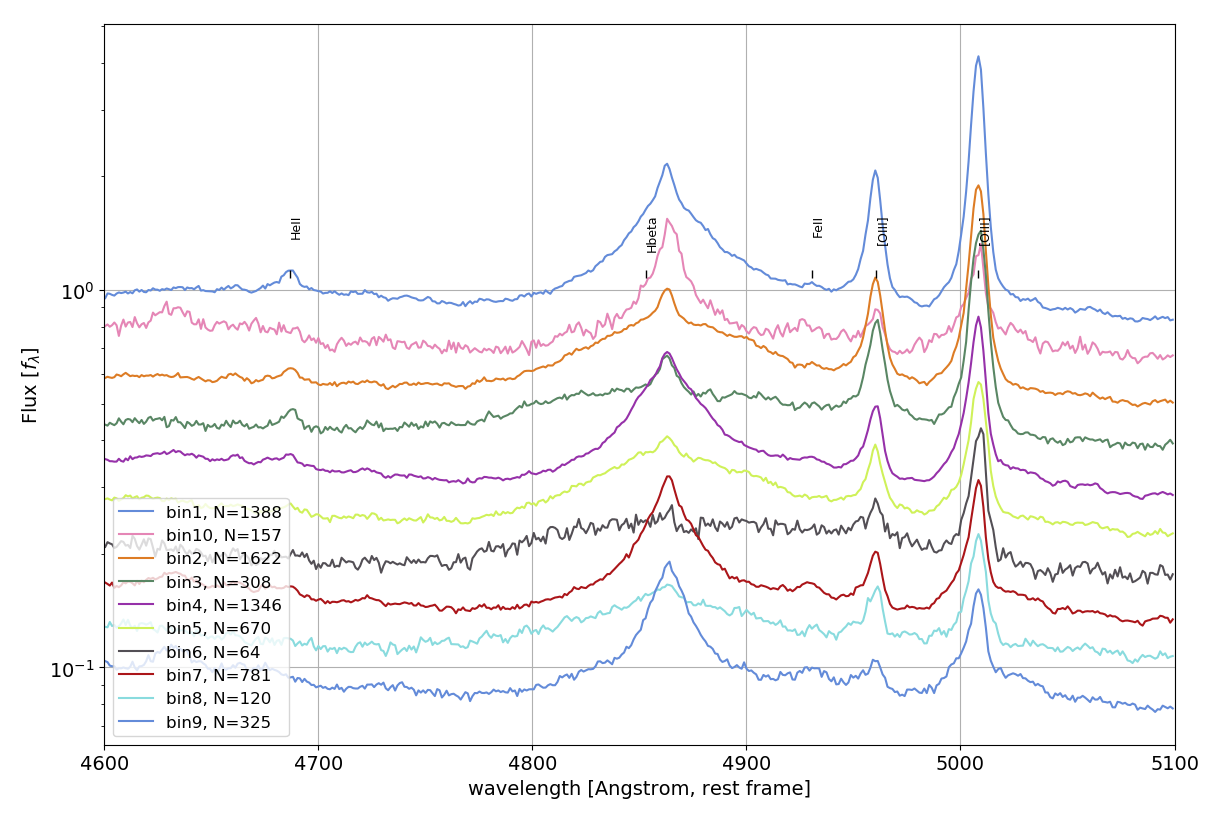 Flux [fλ]
10⁰
10⁻¹
HeII
Hbeta
FeII
[OIII]
[OIII]
bin1, N=1388
bin10, N=157
bin2, N=1622
bin3, N=308
bin4, N=1346
bin5, N=670
bin6, N=64
bin7, N=781
bin8, N=120
bin9, N=325
4600 4700 4800 4900 5000 5100
wavelength [Angstrom, rest frame]